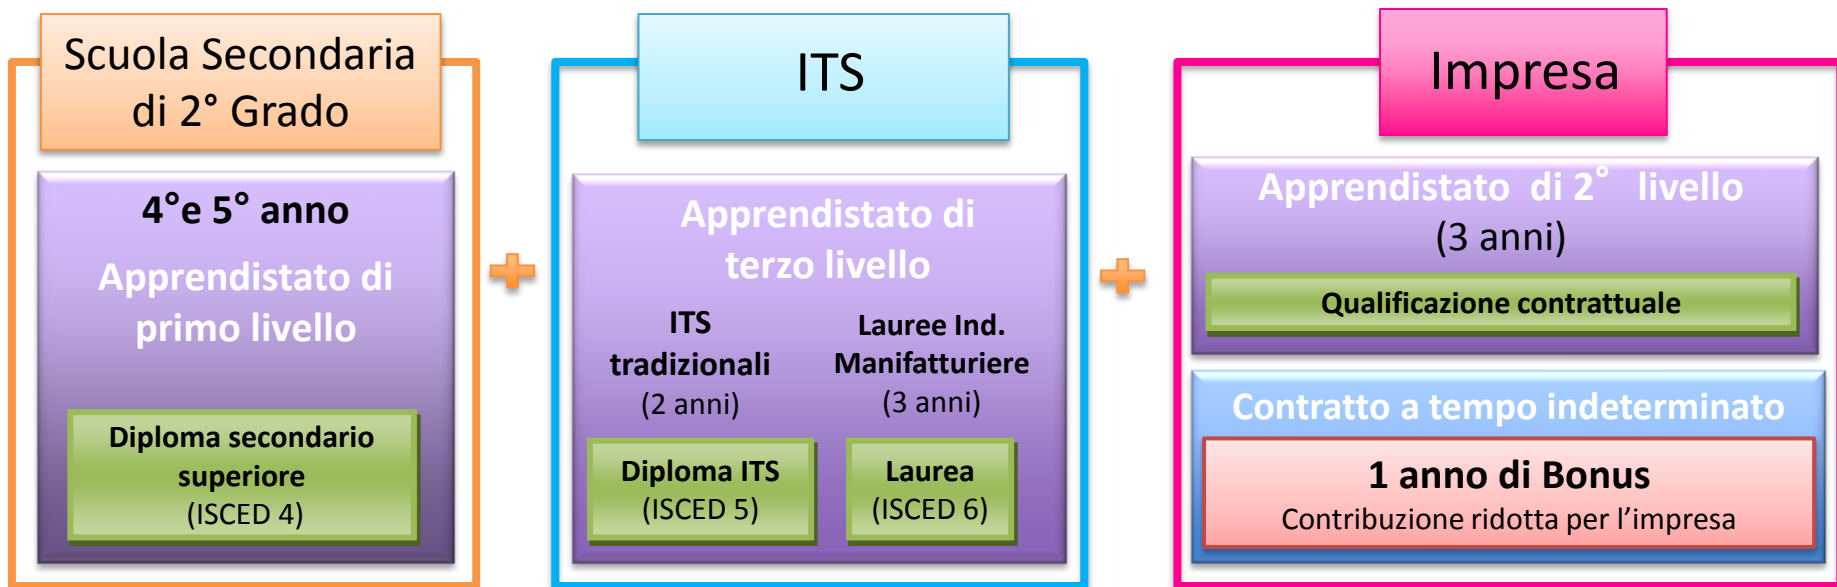 Scuola Secondaria
di 2° Grado
4°e 5° anno
Apprendistato di
primo livello
Diploma secondario
superiore
(ISCED 4)
ITS
Apprendistato di
terzo livello
ITS
tradizionali
(2 anni)
Diploma ITS
(ISCED 5)
Lauree Ind.
Manifatturiere
(3 anni)
Laurea
(ISCED 6)
Impresa
Apprendistato di 2° livello
(3 anni)
Qualificazione contrattuale
Contratto a tempo indeterminato
1 anno di Bonus
Contribuzione ridotta per l’impresa